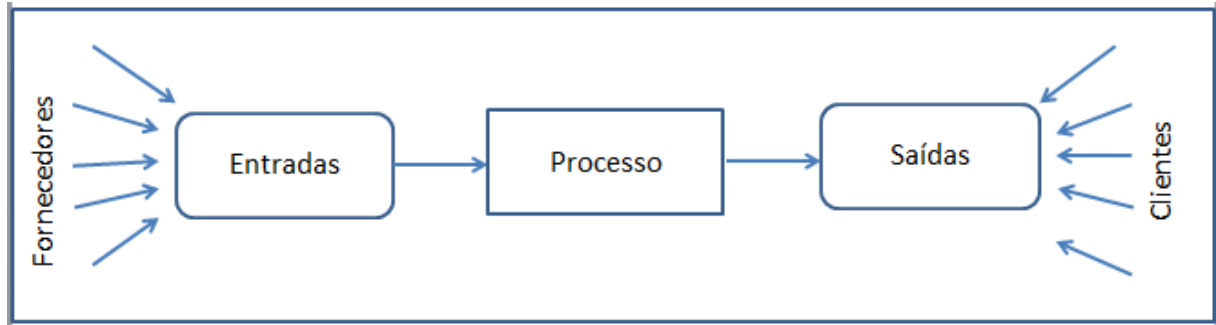 Fornecedores
Entradas
Processo
Saídas
Clientes